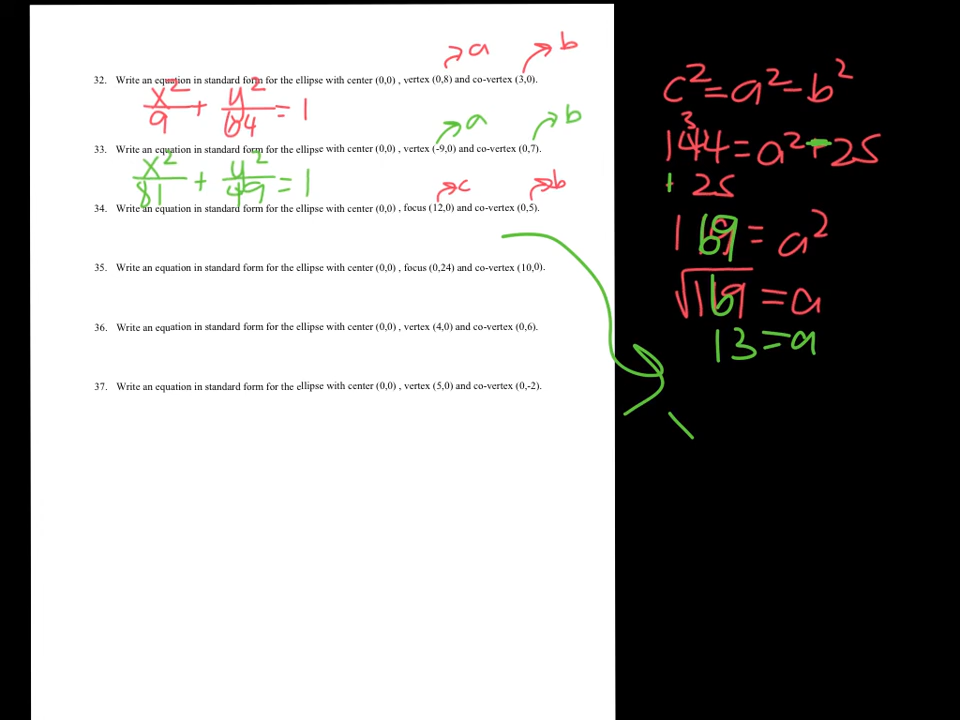 a b
32. Write an equation in standard form for the ellipse with center (0,0) , vertex (0,8) and co-vertex (3,0).
x²/9 + y²/64 = 1
a b
33. Write an equation in standard form for the ellipse with center (0,0) , vertex (-9,0) and co-vertex (0,7).
x²/81 + y²/49 = 1
c b
34. Write an equation in standard form for the ellipse with center (0,0) , focus (12,0) and co-vertex (0,5).
35. Write an equation in standard form for the ellipse with center (0,0) , focus (0,24) and co-vertex (10,0).
36. Write an equation in standard form for the ellipse with center (0,0) , vertex (4,0) and co-vertex (0,6).
37. Write an equation in standard form for the ellipse with center (0,0) , vertex (5,0) and co-vertex (0,-2).
c² = a² - b²
144 = a² - 25
+ 25
169 = a²
√169 = a
13 = a